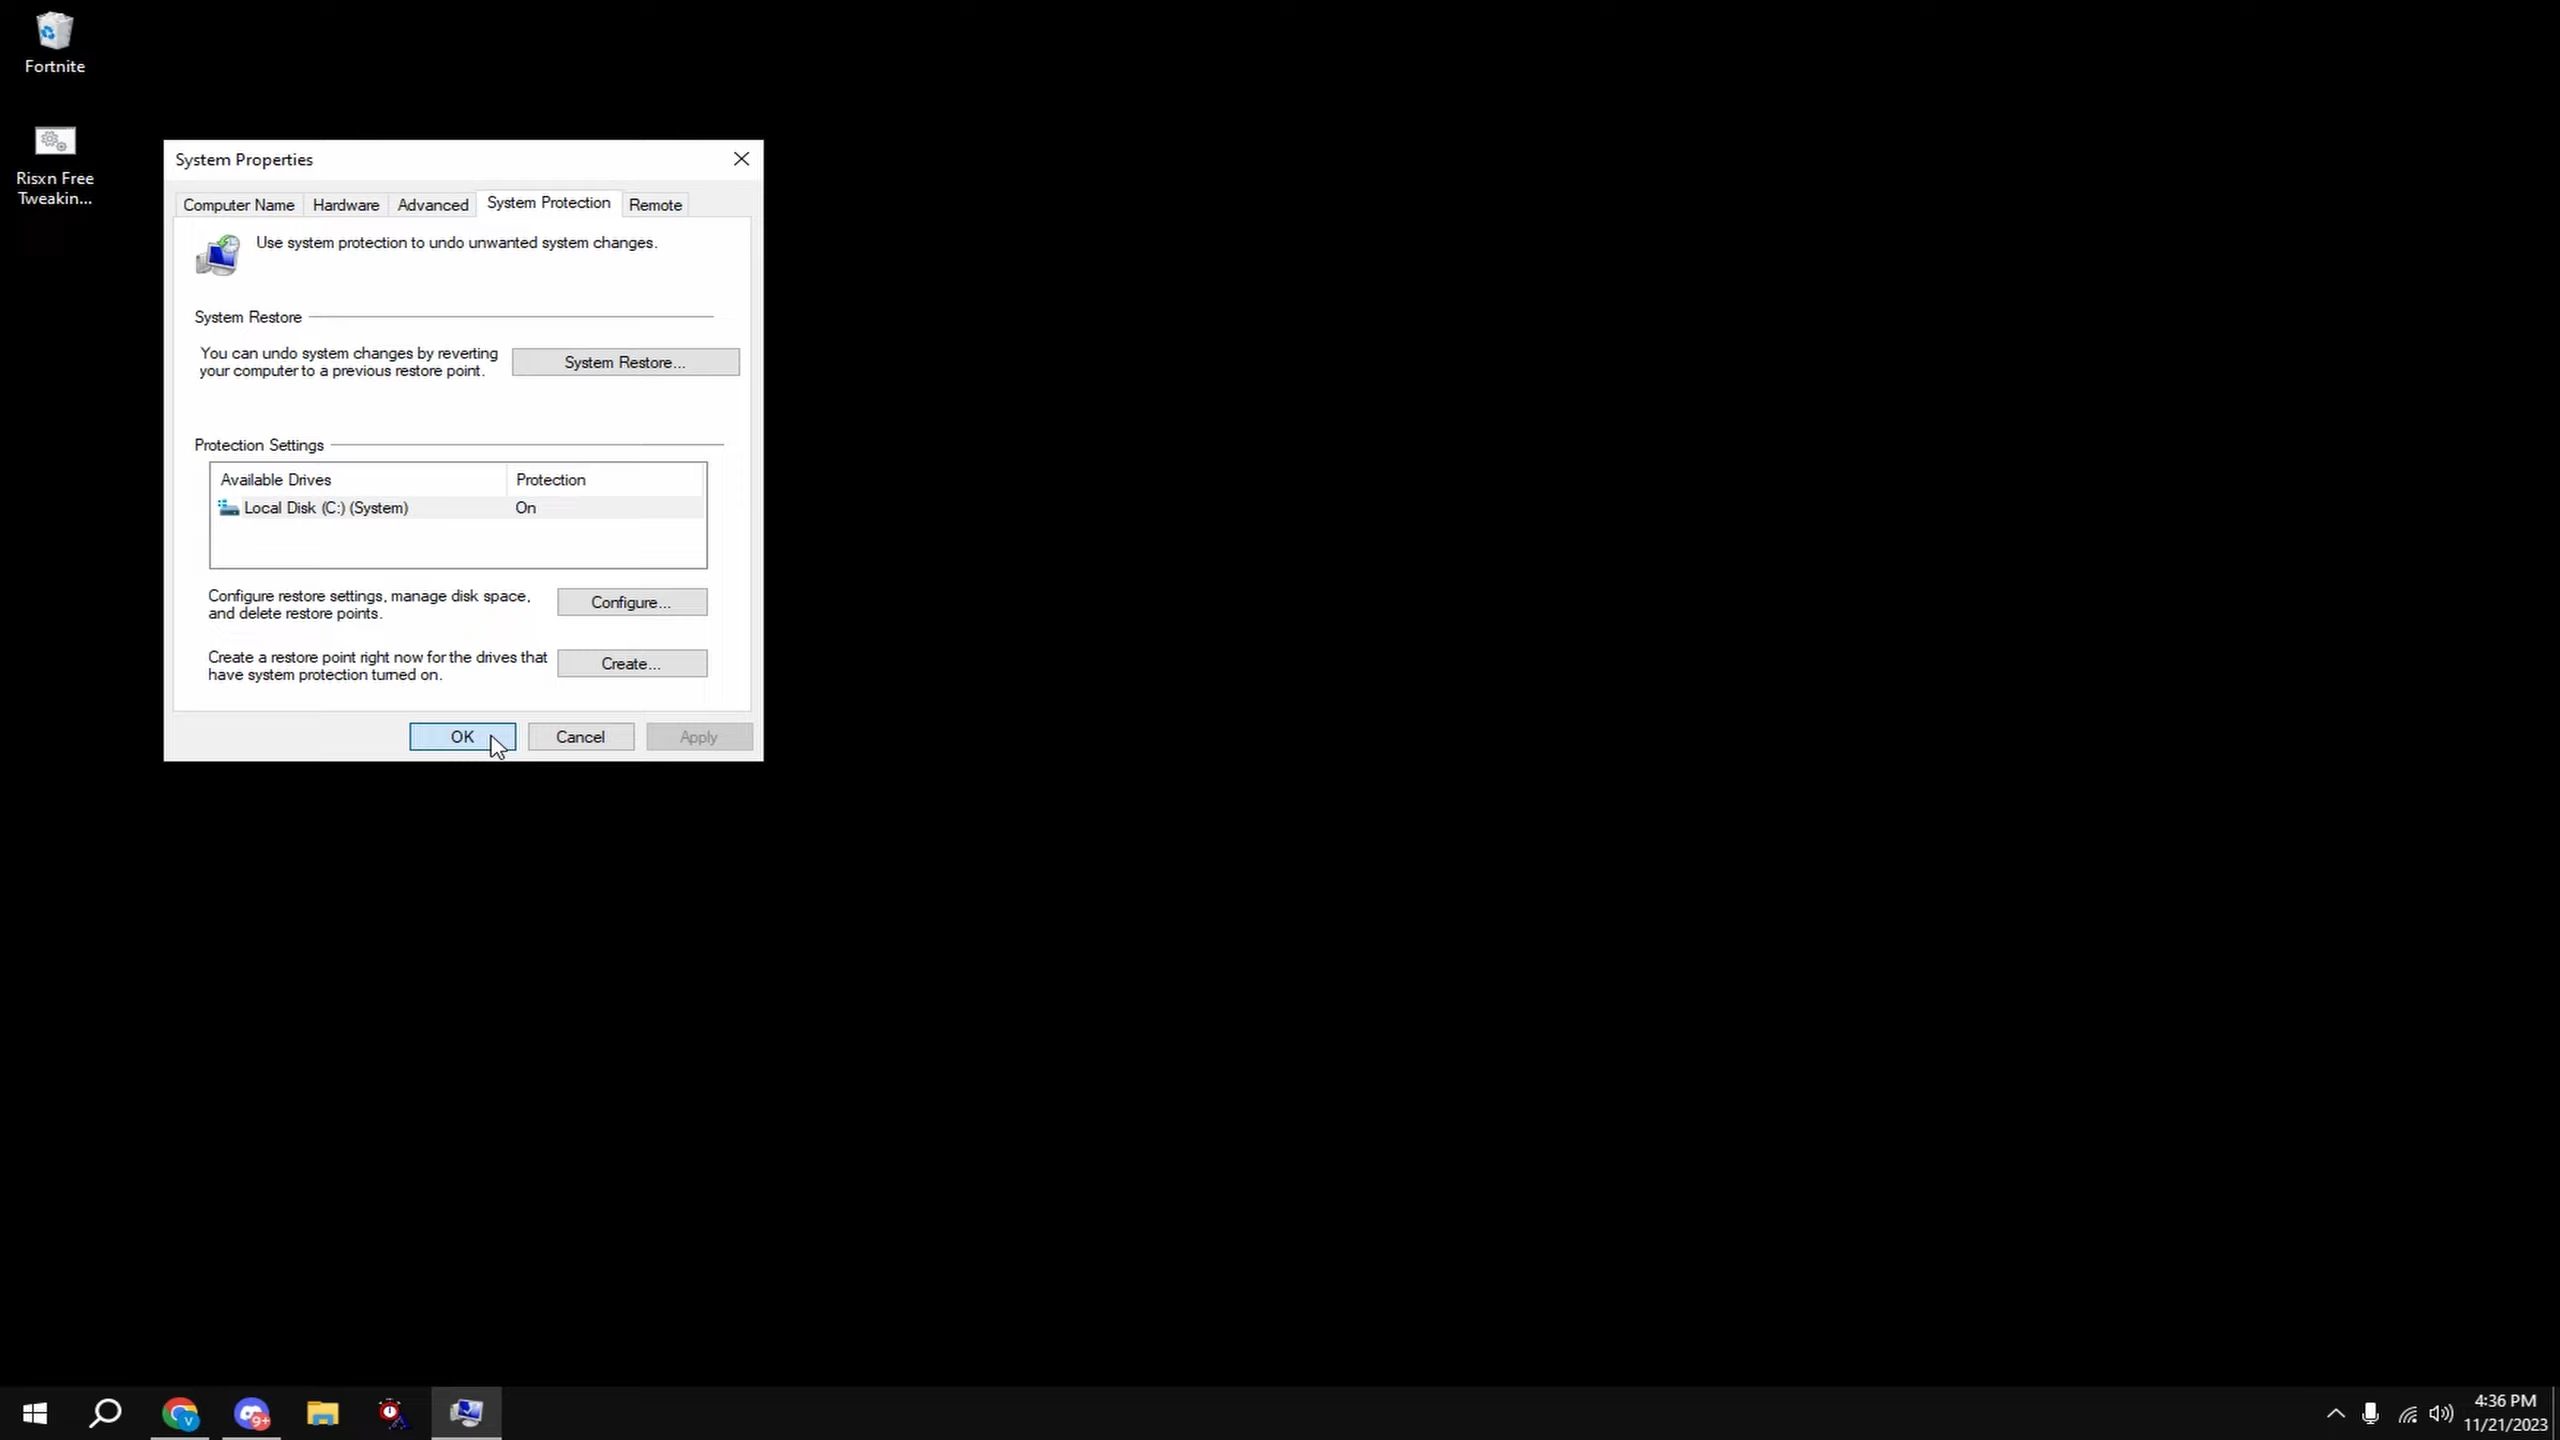 Fortnite
Risxn Free
Tweakin...
System Properties
Computer Name
Hardware
Advanced
System Protection
Remote
Use system protection to undo unwanted system changes.
System Restore
You can undo system changes by reverting
your computer to a previous restore point.
System Restore...
Protection Settings
Available Drives
Protection
Local Disk (C:) (System)
On
Configure restore settings, manage disk space,
and delete restore points.
Configure...
Create a restore point right now for the drives that
have system protection turned on.
Create...
OK
Cancel
Apply
V
9+
4:36 PM
11/21/2023